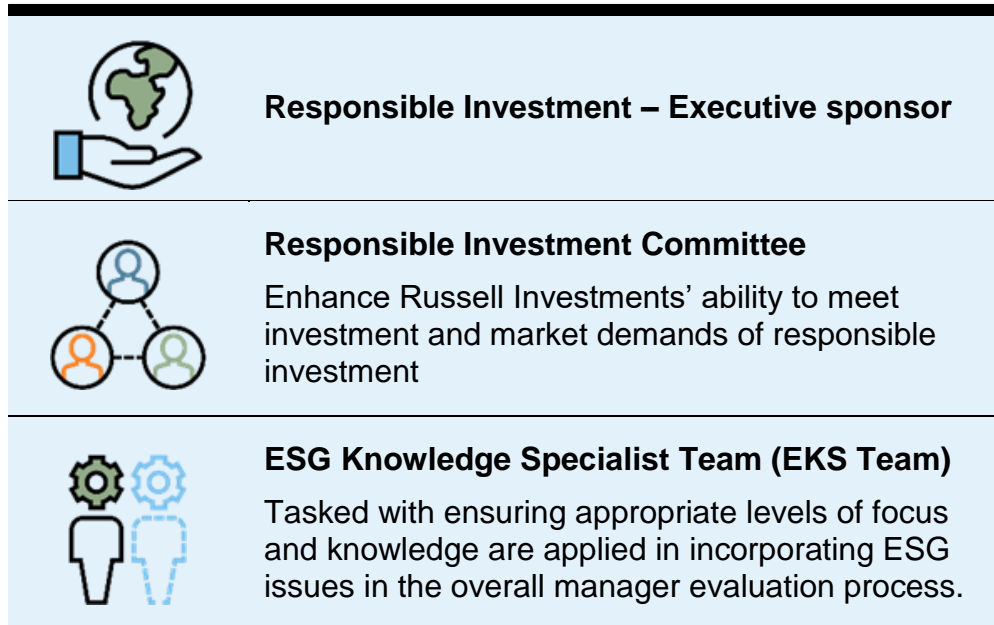 Responsible Investment – Executive sponsor
Responsible Investment Committee
Enhance Russell Investments’ ability to meet
investment and market demands of responsible
investment
ESG Knowledge Specialist Team (EKS Team)
Tasked with ensuring appropriate levels of focus
and knowledge are applied in incorporating ESG
issues in the overall manager evaluation process.